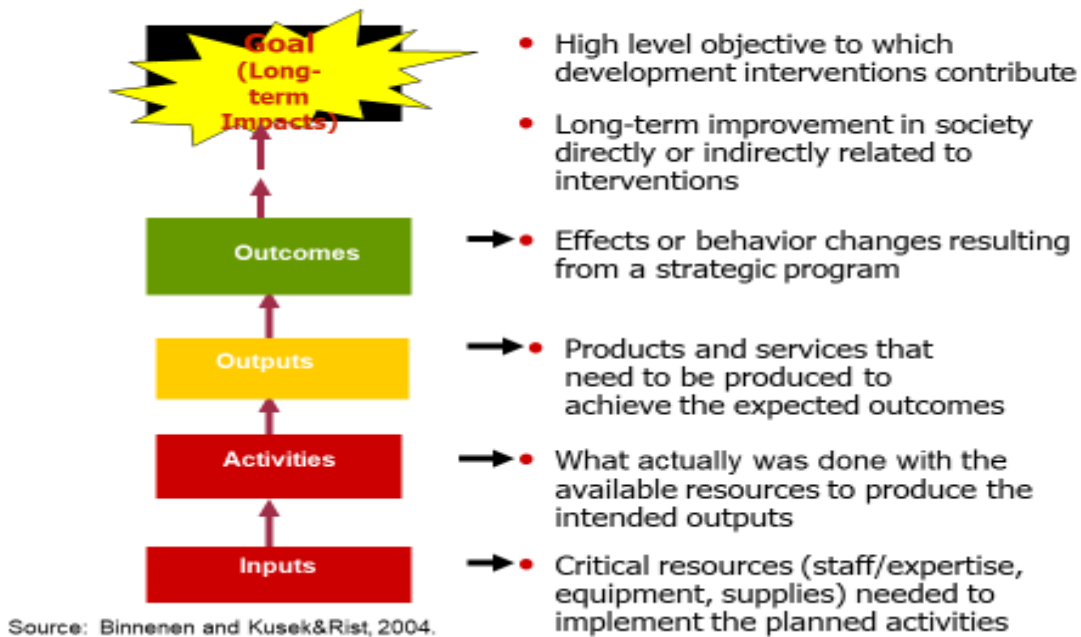 Goal
(Long-
term
Impacts)
• High level objective to which
development interventions contribute
• Long-term improvement in society
directly or indirectly related to
interventions
Outcomes
• Effects or behavior changes resulting
from a strategic program
Outputs
• Products and services that
need to be produced to
achieve the expected outcomes
Activities
• What actually was done with the
available resources to produce the
intended outputs
Inputs
• Critical resources (staff/expertise,
equipment, supplies) needed to
implement the planned activities
Source: Binnenen and Kusek&Rist, 2004.